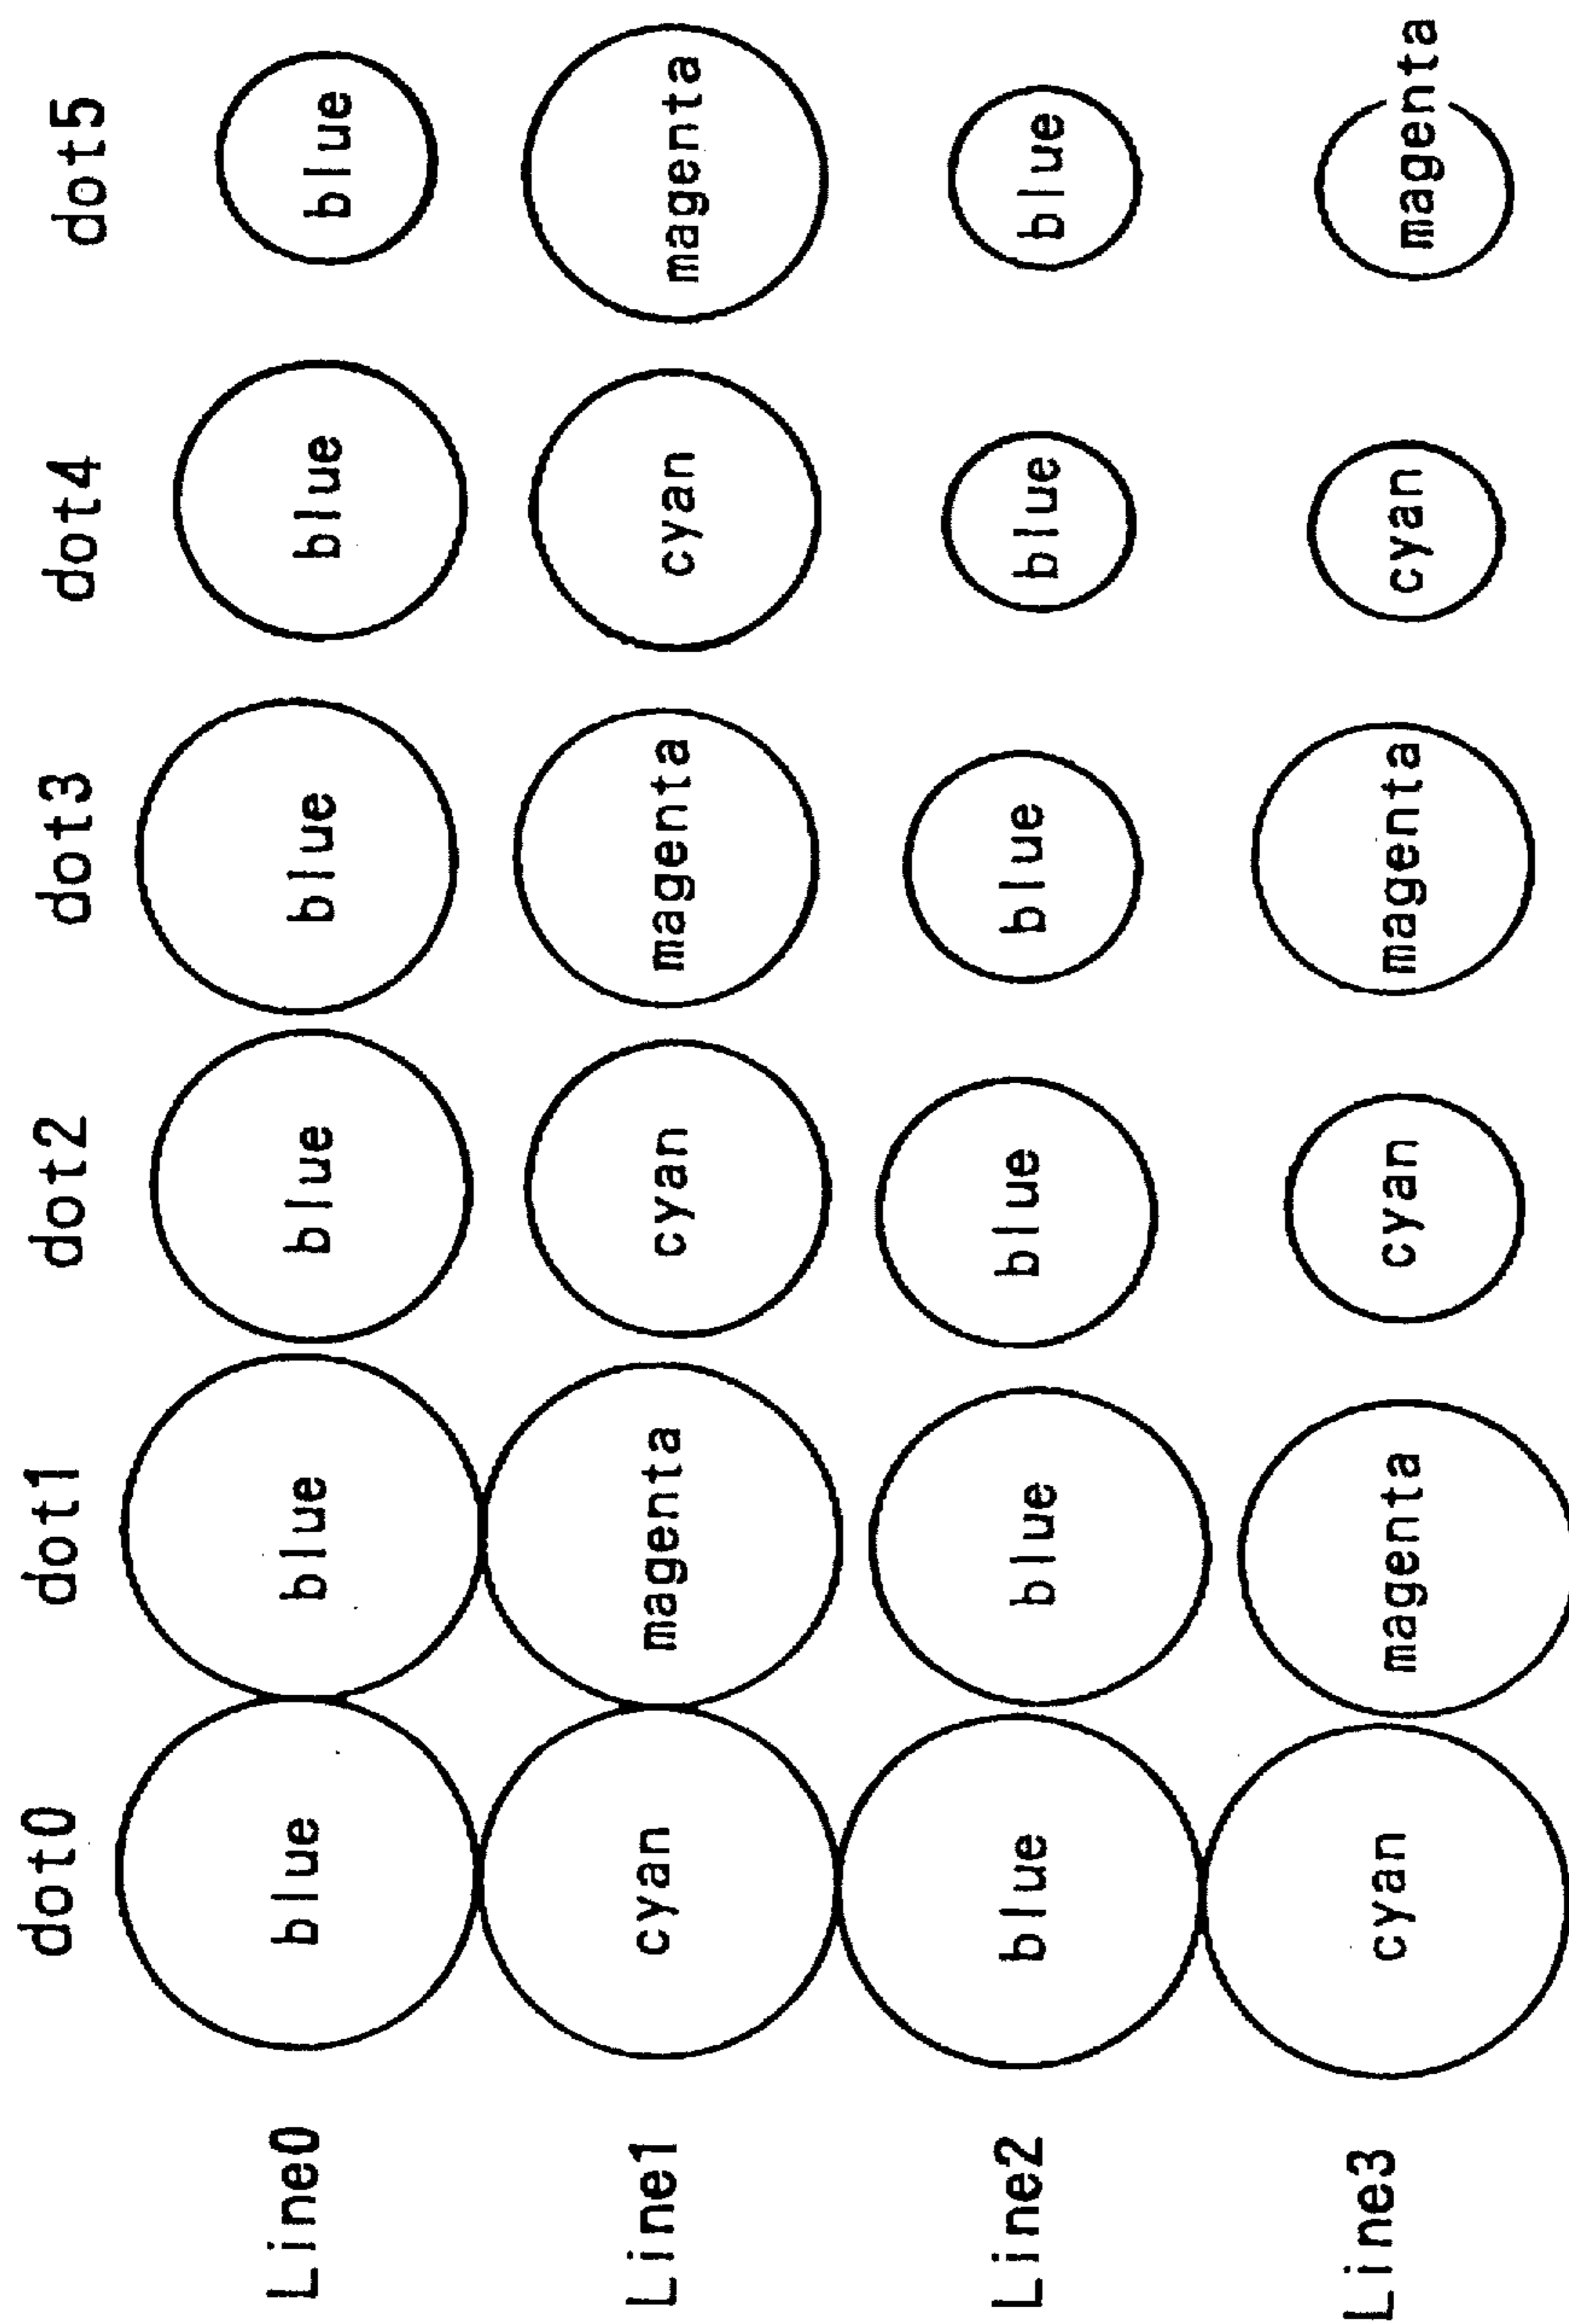 dot0 dot1 dot2 dot3 dot4 dot5
Line0 blue blue blue blue blue blue
Line1 cyan magenta cyan magenta cyan magenta
Line2 blue blue blue blue blue blue
Line3 cyan magenta cyan magenta cyan magenta